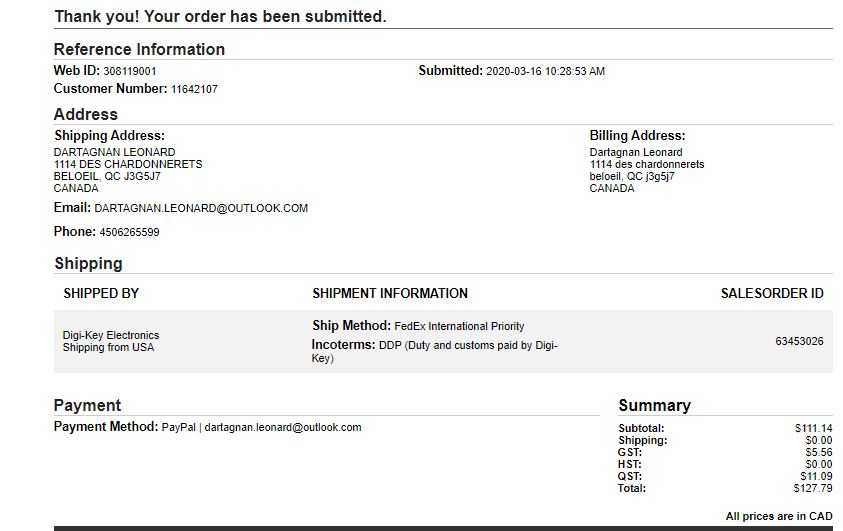 Thank you! Your order has been submitted.
Reference Information
Web ID: 308119001
Submitted: 2020-03-16 10:28:53 AM
Customer Number: 11642107
Address
Shipping Address:
DARTAGNAN LEONARD
1114 DES CHARDONNERETS
BELOEIL, QC J3G5J7
CANADA
Billing Address:
Dartagnan Leonard
1114 des chardonnerets
beloeil, QC j3g5j7
CANADA
Email: DARTAGNAN.LEONARD@OUTLOOK.COM
Phone: 4506265599
Shipping
SHIPPED BY
SHIPMENT INFORMATION
SALESORDER ID
Digi-Key Electronics
Shipping from USA
Ship Method: FedEx International Priority
Incoterms: DDP (Duty and customs paid by Digi-
Key)
63453026
Payment
Payment Method: PayPal | dartagnan.leonard@outlook.com
Summary
Subtotal: $111.14
Shipping: $0.00
GST: $5.56
HST: $0.00
QST: $11.09
Total: $127.79
All prices are in CAD